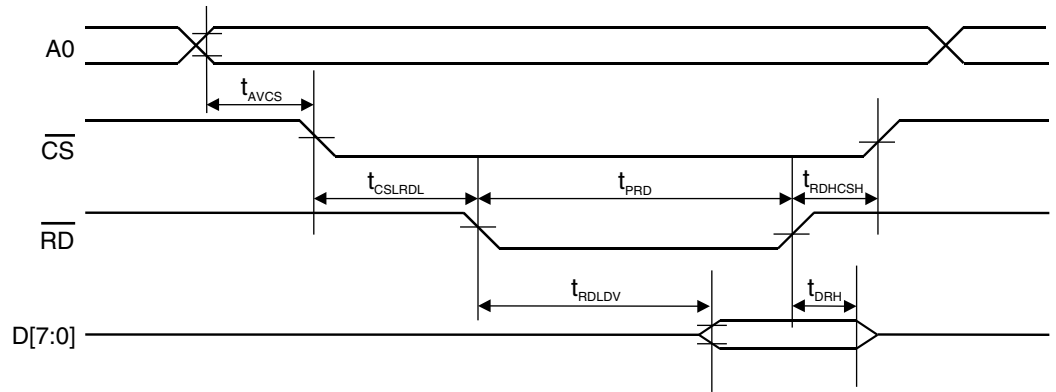 A0
tAVCS
CS
tCSLRDL
tPRD
tRDHCSH
RD
tRDLDV
tDRH
D[7:0]